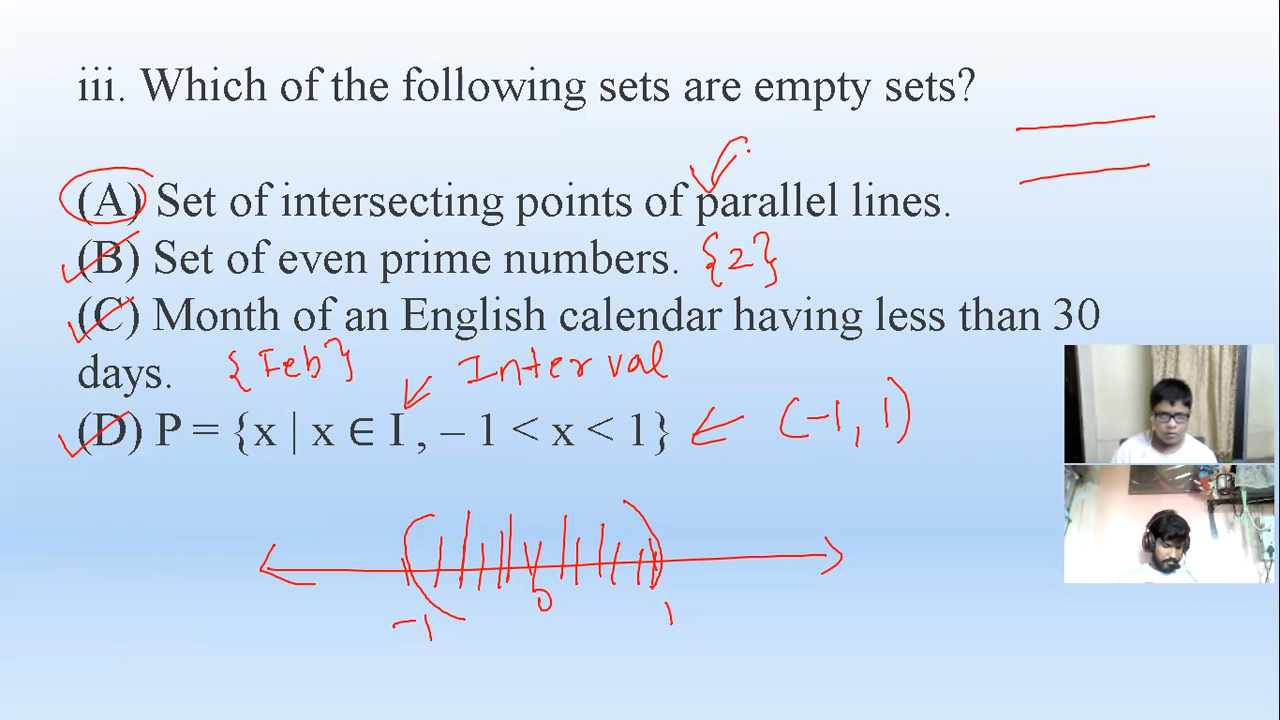 iii. Which of the following sets are empty sets?
(A) Set of intersecting points of parallel lines.
(B) Set of even prime numbers. {2}
(C) Month of an English calendar having less than 30
days. {Feb} Interval
(D) P = {x | x ∈ I , – 1 < x < 1} ← (-1, 1)
-1 0 1